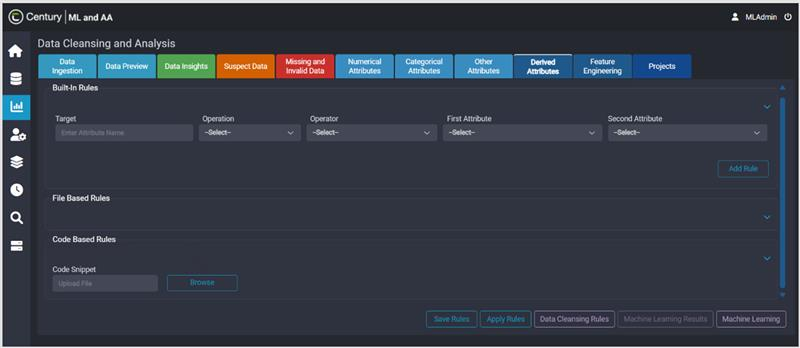 Century | ML and AA
MLAdmin
Data Cleansing and Analysis
Data Ingestion
Data Preview
Data Insights
Suspect Data
Missing and Invalid Data
Numerical Attributes
Categorical Attributes
Other Attributes
Derived Attributes
Feature Engineering
Projects
Built-In Rules
Target
Operation
Operator
First Attribute
Second Attribute
Enter Attribute Name
--Select--
--Select--
--Select--
--Select--
Add Rule
File Based Rules
Code Based Rules
Code Snippet
Upload File
Browse
Save Rules
Apply Rules
Data Cleansing Rules
Machine Learning Results
Machine Learning